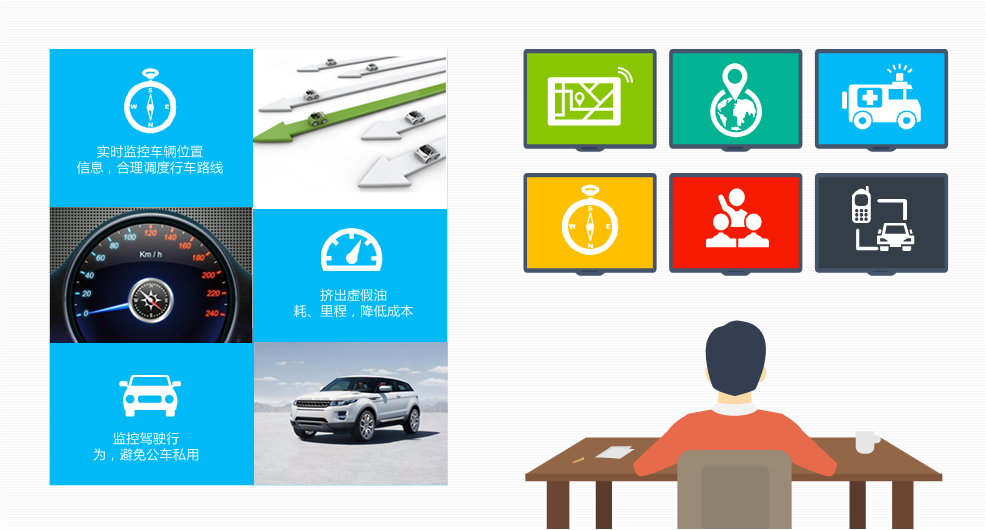 S
W E
N
实时监控车辆位置
信息，合理调度行车路线
Km / h
0
20
40
60
80
100
120
140
160
180
200
220
240
挤出虚假油
耗、里程，降低成本
监控驾驶行
为，避免公车私用
S
W E
N